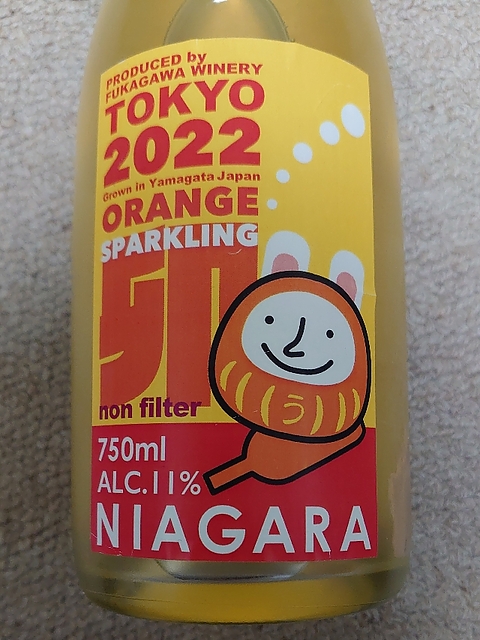 PRODUCED by
FUKAGAWA WINERY
TOKYO
2022
Grown in Yamagata Japan
ORANGE
SPARKLING
卯
non filter
う
750ml
ALC.11%
NIAGARA